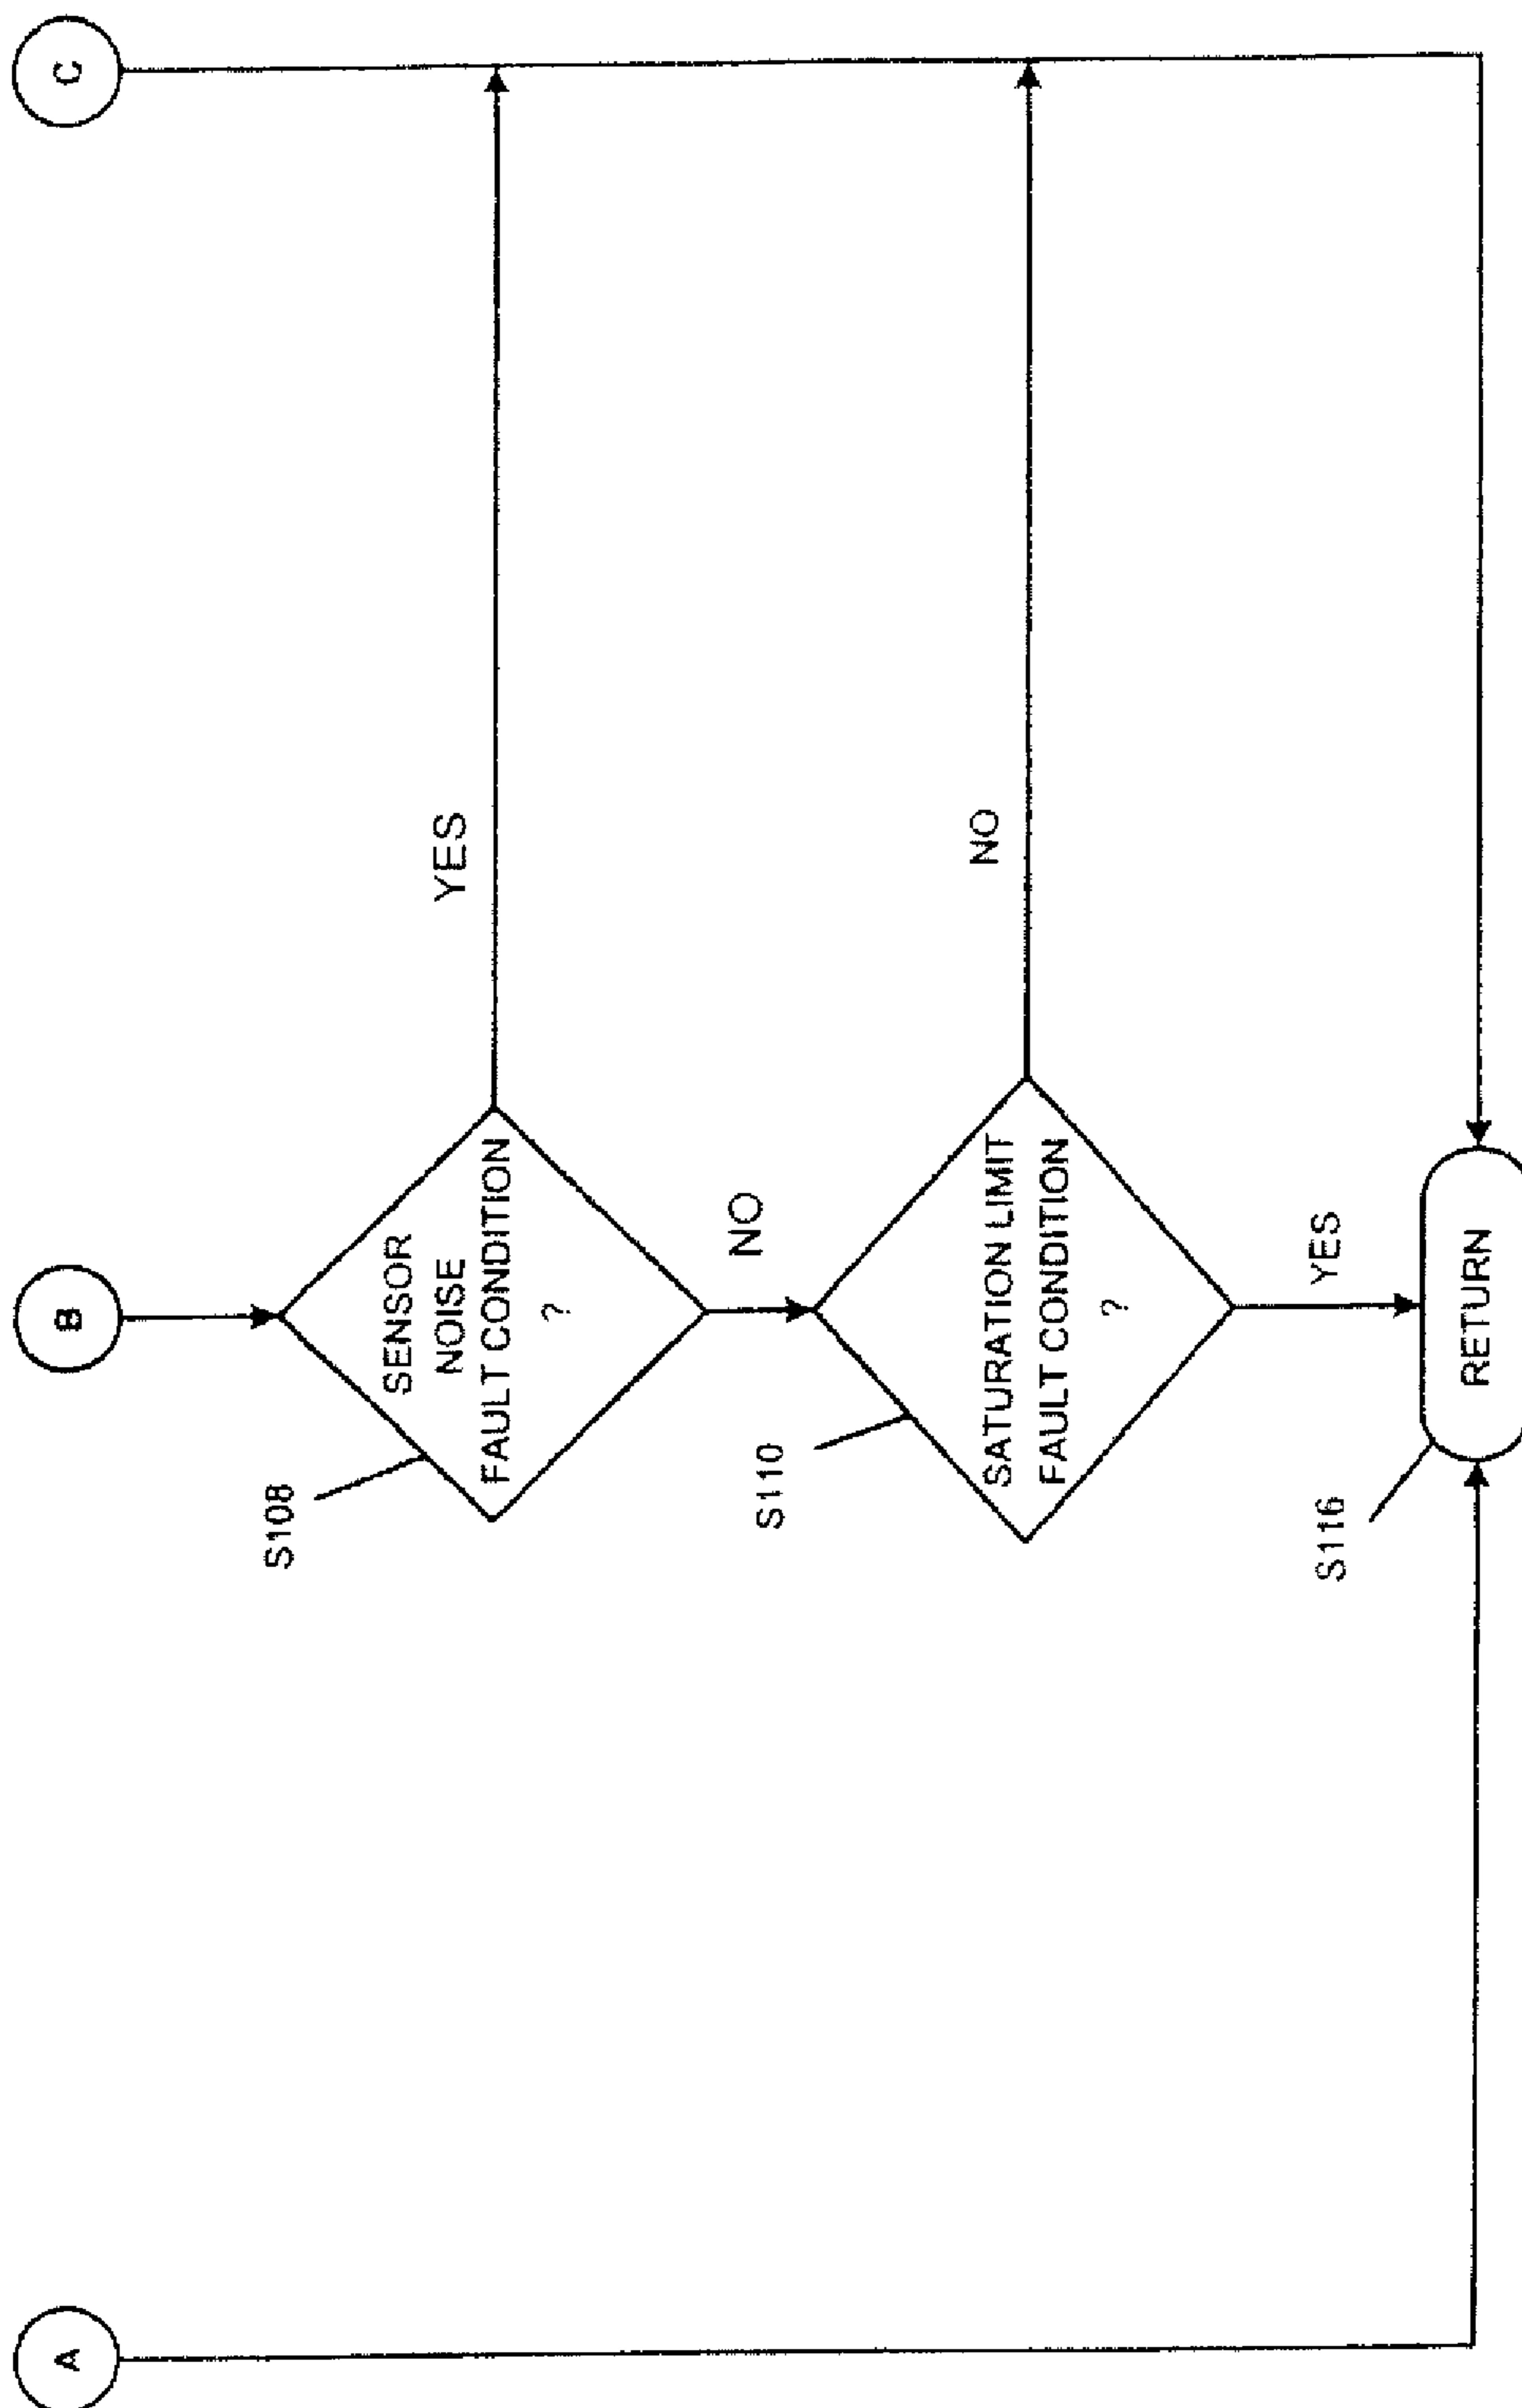 A
B
C
S108
SENSOR
NOISE
FAULT CONDITION
?
YES
NO
S110
SATURATION LIMIT
FAULT CONDITION
?
NO
YES
S116
RETURN